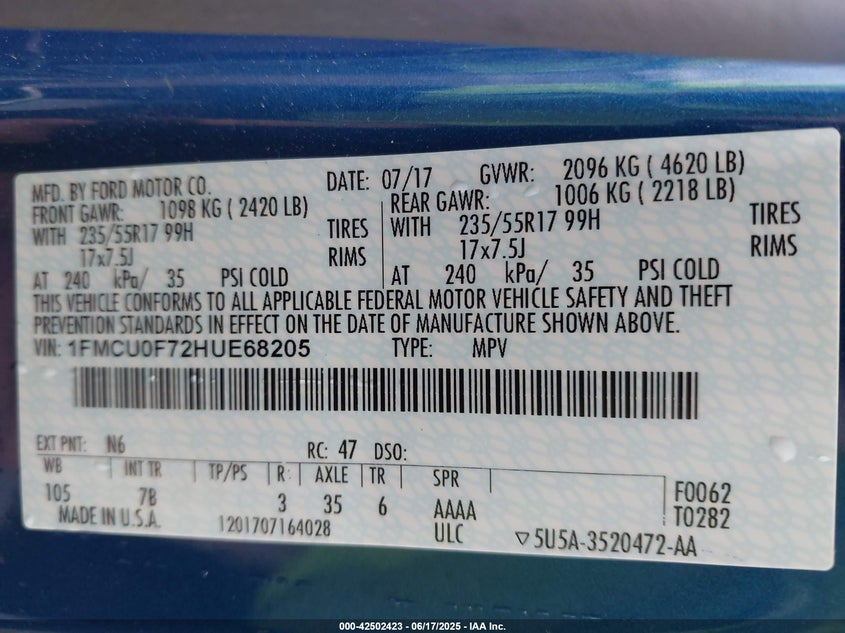 MFD. BY FORD MOTOR CO. DATE: 07/17 GVWR: 2096 KG ( 4620 LB)
FRONT GAWR: 1098 KG ( 2420 LB) REAR GAWR: 1006 KG ( 2218 LB)
WITH 235/55R17 99H TIRES WITH 235/55R17 99H TIRES
17x7.5J RIMS 17x7.5J RIMS
AT 240 kPa/ 35 PSI COLD AT 240 kPa/ 35 PSI COLD
THIS VEHICLE CONFORMS TO ALL APPLICABLE FEDERAL MOTOR VEHICLE SAFETY AND THEFT
PREVENTION STANDARDS IN EFFECT ON THE DATE OF MANUFACTURE SHOWN ABOVE.
VIN: 1FMCU0F72HUE68205 TYPE: MPV
EXT PNT: N6 RC: 47 DSO:
WB INT TR TP/PS R AXLE TR SPR
105 7B 3 35 6 AAAA F0062
MADE IN U.S.A. 1201707164028 ULC T0282
▽5U5A-3520472-AA
000-42502423 | 06/17/2025 | IAA Inc.